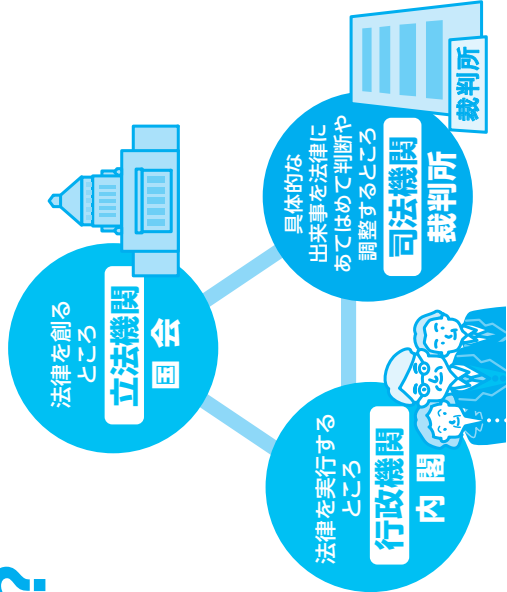 法律を創る
ところ
立法機関
国会
法律を実行する
ところ
行政機関
内閣
具体的な
出来事を法律に
あてはめて判断や
調整するところ
司法機関
裁判所
裁判所
?